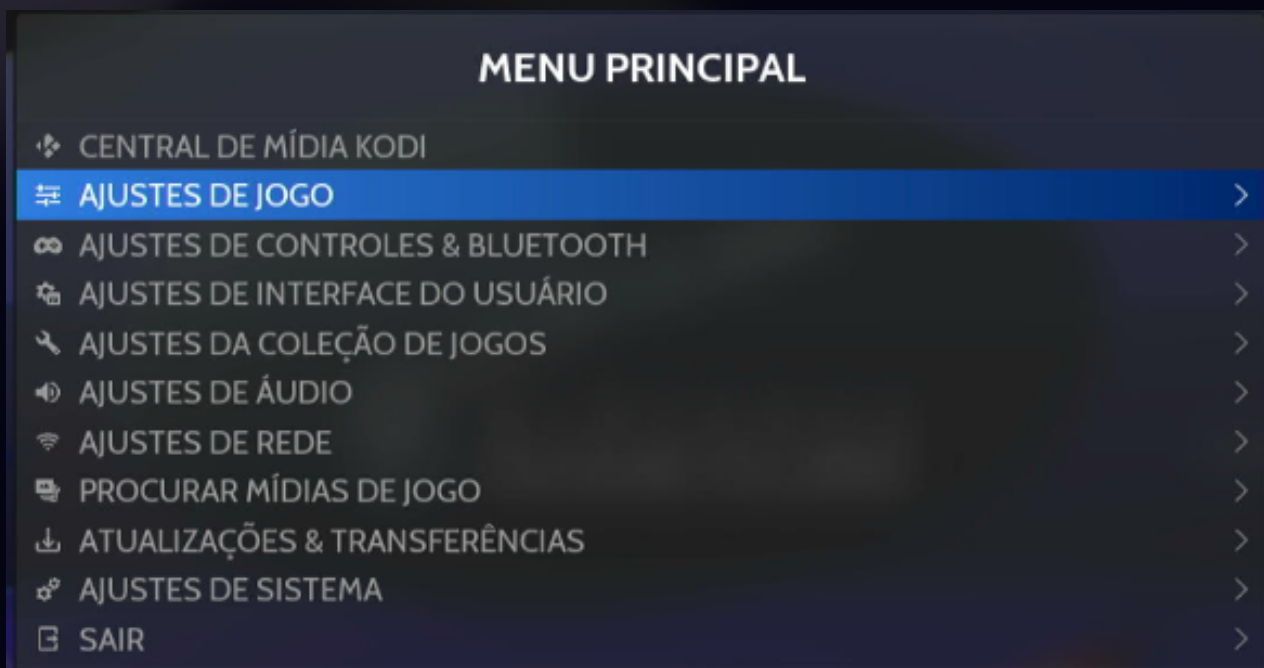 MENU PRINCIPAL
CENTRAL DE MÍDIA KODI
AJUSTES DE JOGO
AJUSTES DE CONTROLES & BLUETOOTH
AJUSTES DE INTERFACE DO USUÁRIO
AJUSTES DA COLEÇÃO DE JOGOS
AJUSTES DE ÁUDIO
AJUSTES DE REDE
PROCURAR MÍDIAS DE JOGO
ATUALIZAÇÕES & TRANSFERÊNCIAS
AJUSTES DE SISTEMA
SAIR